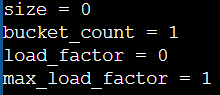 size = 0
bucket_count = 1
load_factor = 0
max_load_factor = 1